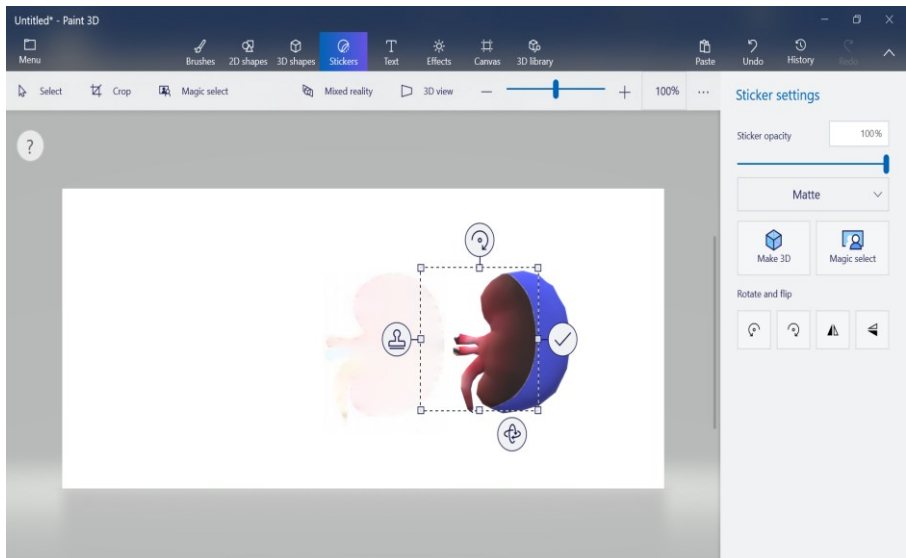 Untitled* - Paint 3D
Menu
Brushes
2D shapes
3D shapes
Stickers
Text
Effects
Canvas
3D library
Paste
Undo
History
Redo
Select
Crop
Magic select
Mixed reality
3D view
100%
Sticker settings
?
Sticker opacity
100%
Matte
Make 3D
Magic select
Rotate and flip